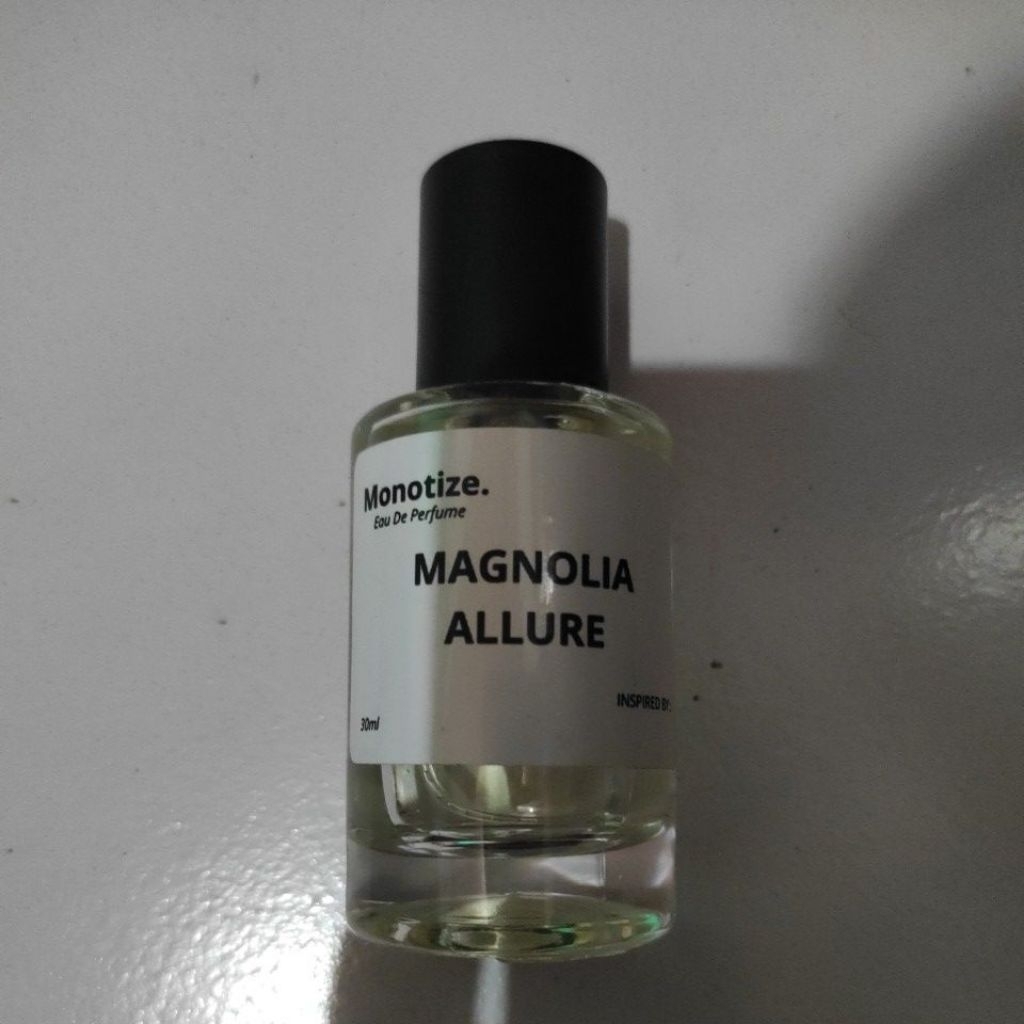 Monotize.
Eau De Perfume
MAGNOLIA
ALLURE
INSPIRED BY:
30ml